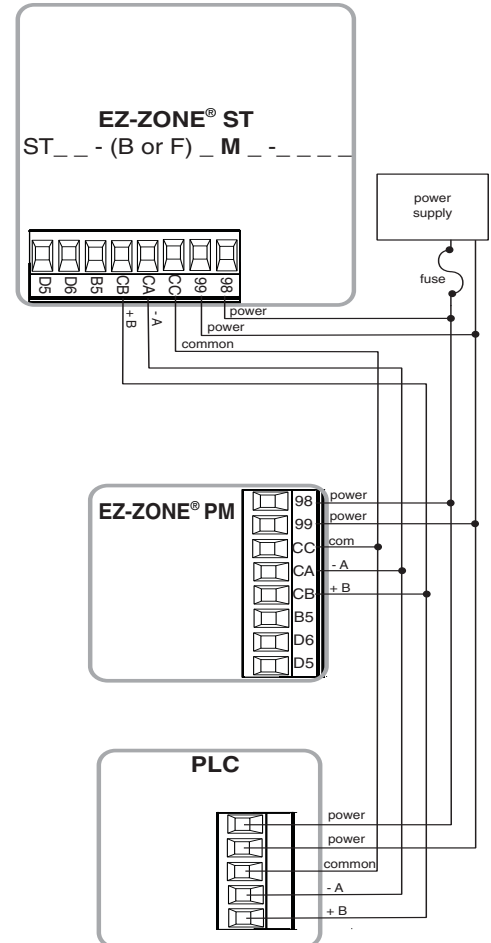 EZ-ZONE® ST
ST_ _ - (B or F) _ M _ - _ _ _ _
power
supply
fuse
D5
D6
B5
CB
CA
CC
99
98
+ B
- A
power
power
common
EZ-ZONE® PM
98
power
99
power
CC
com
CA
- A
CB
+ B
B5
D6
D5
PLC
power
power
common
- A
+ B